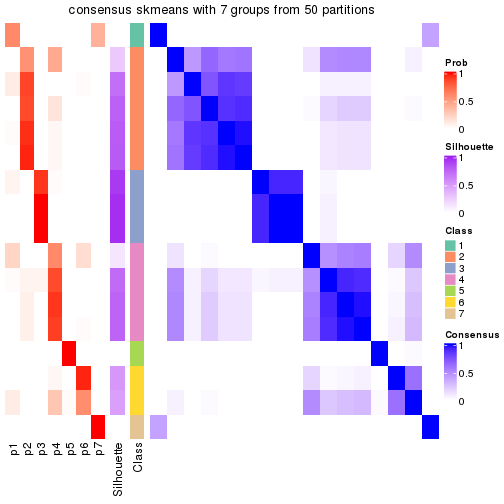 consensus skmeans with 7 groups from 50 partitions
Prob
1
0.5
0
Silhouette
1
0.5
0
Class
1
2
3
4
5
6
7
Consensus
1
0.5
0
p1
p2
p3
p4
p5
p6
p7
Silhouette
Class